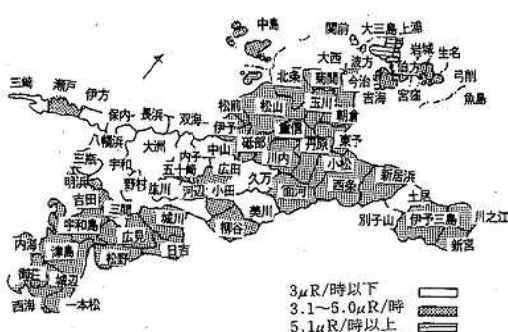 関前 大三島 上浦
中島 大西 波方 岩城 生名
北条 菊間 今治 伯方 弓削
吉海 宮窪 魚島
三崎 瀬戸 伊方 松前 松山 玉川 朝倉
保内 長浜 双海 伊予 重信 東予
八幡浜 大洲 内子 中山 砥部 丹原
三瓶 宇和 五十崎 広田 川内 小松 新居浜
明浜 野村 肱川 河辺 小田 久万 面河 西条 土居
吉田 三間 城川 美川 別子山 伊予三島 川之江
宇和島 広見 柳谷 新宮
内海 津島 松野 日吉
御荘 城辺
西海 一本松
3μR/時以下
3.1~5.0μR/時
5.1μR/時以上